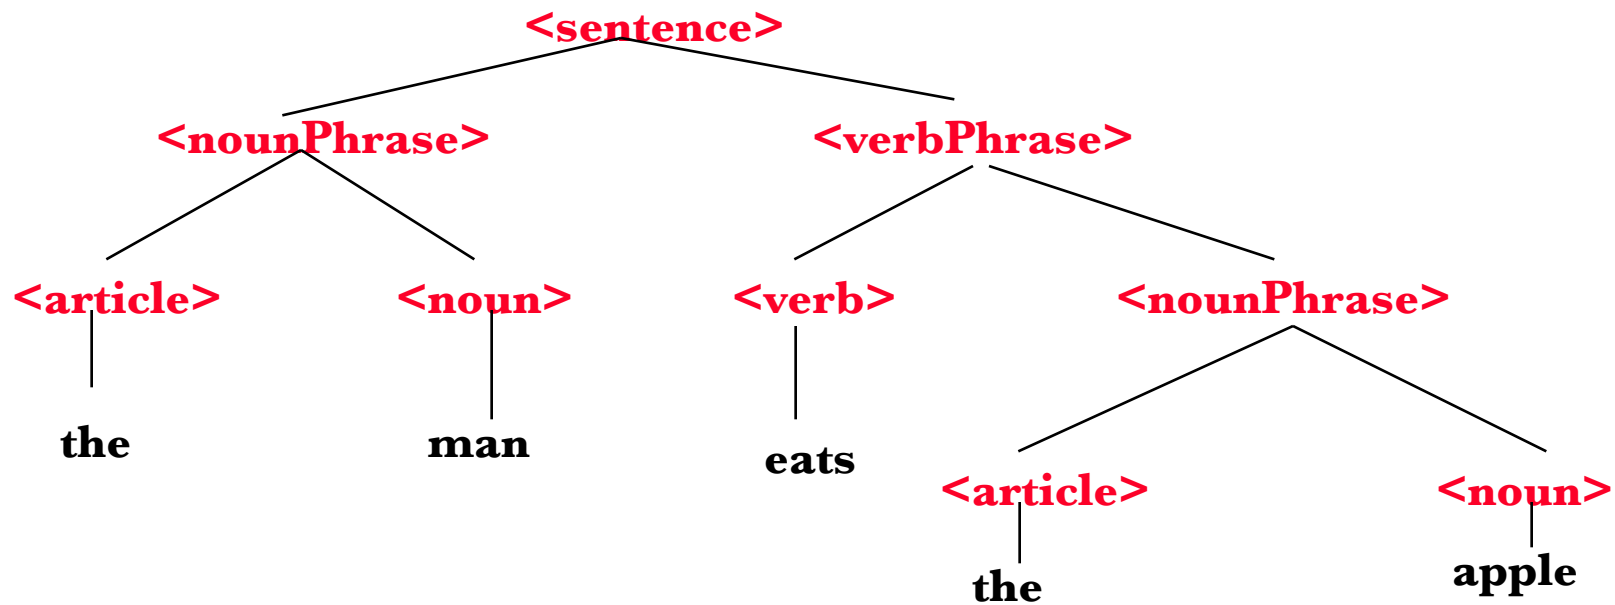 <sentence>
<nounPhrase> <verbPhrase>
<article> <noun> <verb> <nounPhrase>
the man eats
<article> <noun>
the apple